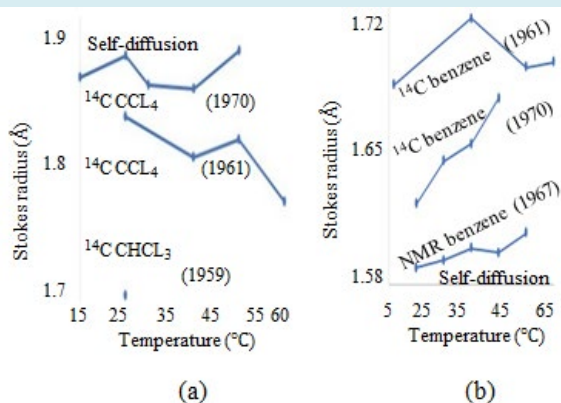 1.9
Self-diffusion
¹⁴C CCL₄ (1970)
1.8
¹⁴C CCL₄ (1961)
¹⁴C CHCL₃
(1959)
1.7
15 25 35 45 55 60
Temperature (°C)
Stokes radius (Å)
(a)
1.72
¹⁴C benzene (1961)
1.65
¹⁴C benzene (1970)
NMR benzene (1967)
1.58
Self-diffusion
5 25 35 45 65
Temperature (°C)
Stokes radius (Å)
(b)